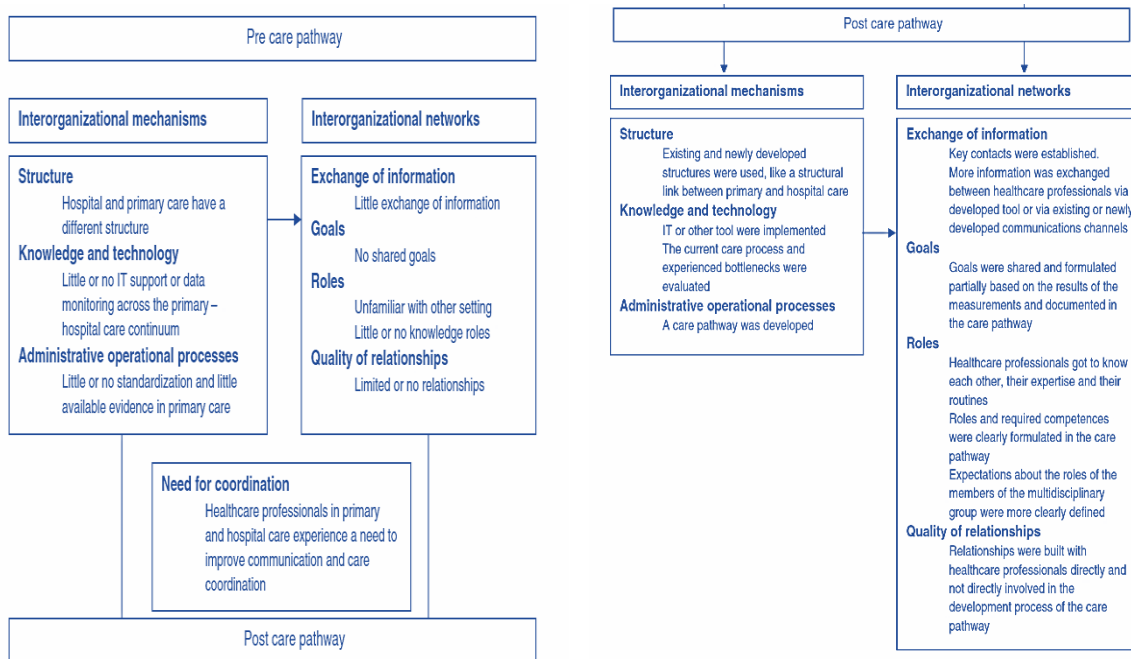 Pre care pathway
Interorganizational mechanisms
Structure
Hospital and primary care have a
different structure
Knowledge and technology
Little or no IT support or data
monitoring across the primary –
hospital care continuum
Administrative operational processes
Little or no standardization and little
available evidence in primary care
Interorganizational networks
Exchange of information
Little exchange of information
Goals
No shared goals
Roles
Unfamiliar with other setting
Little or no knowledge roles
Quality of relationships
Limited or no relationships
Need for coordination
Healthcare professionals in primary
and hospital care experience a need to
improve communication and care
coordination
Post care pathway
Post care pathway
Interorganizational mechanisms
Structure
Existing and newly developed
structures were used, like a structural
link between primary and hospital care
Knowledge and technology
IT or other tool were implemented
The current care process and
experienced bottlenecks were
evaluated
Administrative operational processes
A care pathway was developed
Interorganizational networks
Exchange of information
Key contacts were established.
More information was exchanged
between healthcare professionals via
developed tool or via existing or newly
developed communications channels
Goals
Goals were shared and formulated
partially based on the results of the
measurements and documented in
the care pathway
Roles
Healthcare professionals got to know
each other, their expertise and their
routines
Roles and required competences
were clearly formulated in the care
pathway
Expectations about the roles of the
members of the multidisciplinary
group were more clearly defined
Quality of relationships
Relationships were built with
healthcare professionals directly and
not directly involved in the
development process of the care
pathway